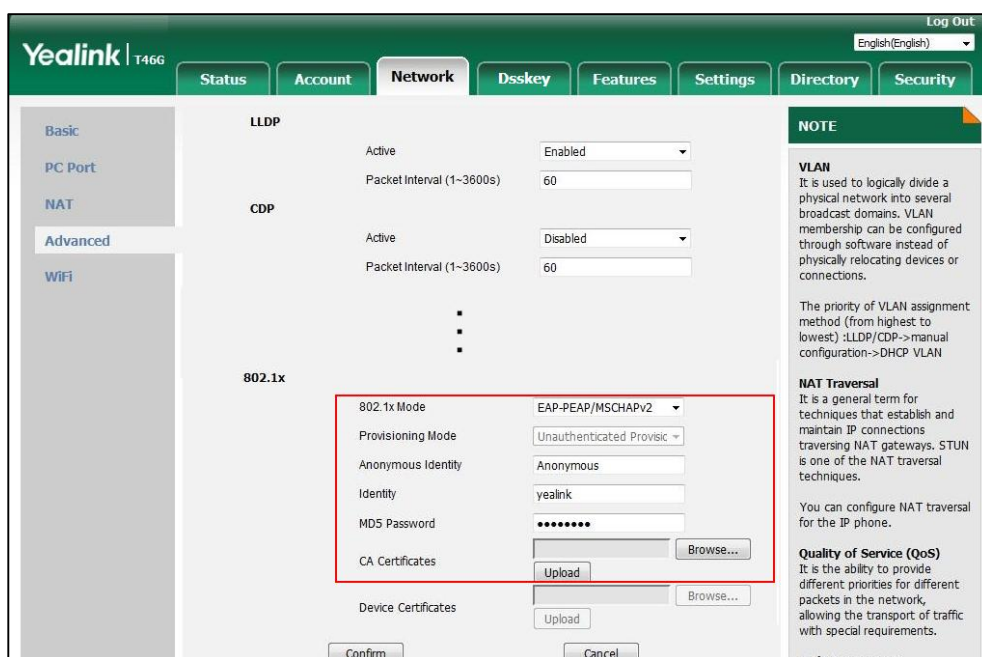 Log Out
Yealink | T46G
English(English)
Status
Account
Network
Dsskey
Features
Settings
Directory
Security
Basic
PC Port
NAT
Advanced
WiFi
LLDP
Active
Enabled
Packet Interval (1~3600s)
60
CDP
Active
Disabled
Packet Interval (1~3600s)
60
802.1x
802.1x Mode
EAP-PEAP/MSCHAPv2
Provisioning Mode
Unauthenticated Provisic
Anonymous Identity
Anonymous
Identity
yealink
MD5 Password
••••••••
CA Certificates
Browse...
Upload
Device Certificates
Browse...
Upload
Confirm
Cancel
NOTE
VLAN
It is used to logically divide a
physical network into several
broadcast domains. VLAN
membership can be configured
through software instead of
physically relocating devices or
connections.
The priority of VLAN assignment
method (from highest to
lowest) :LLDP/CDP->manual
configuration->DHCP VLAN
NAT Traversal
It is a general term for
techniques that establish and
maintain IP connections
traversing NAT gateways. STUN
is one of the NAT traversal
techniques.
You can configure NAT traversal
for the IP phone.
Quality of Service (QoS)
It is the ability to provide
different priorities for different
packets in the network,
allowing the transport of traffic
with special requirements.